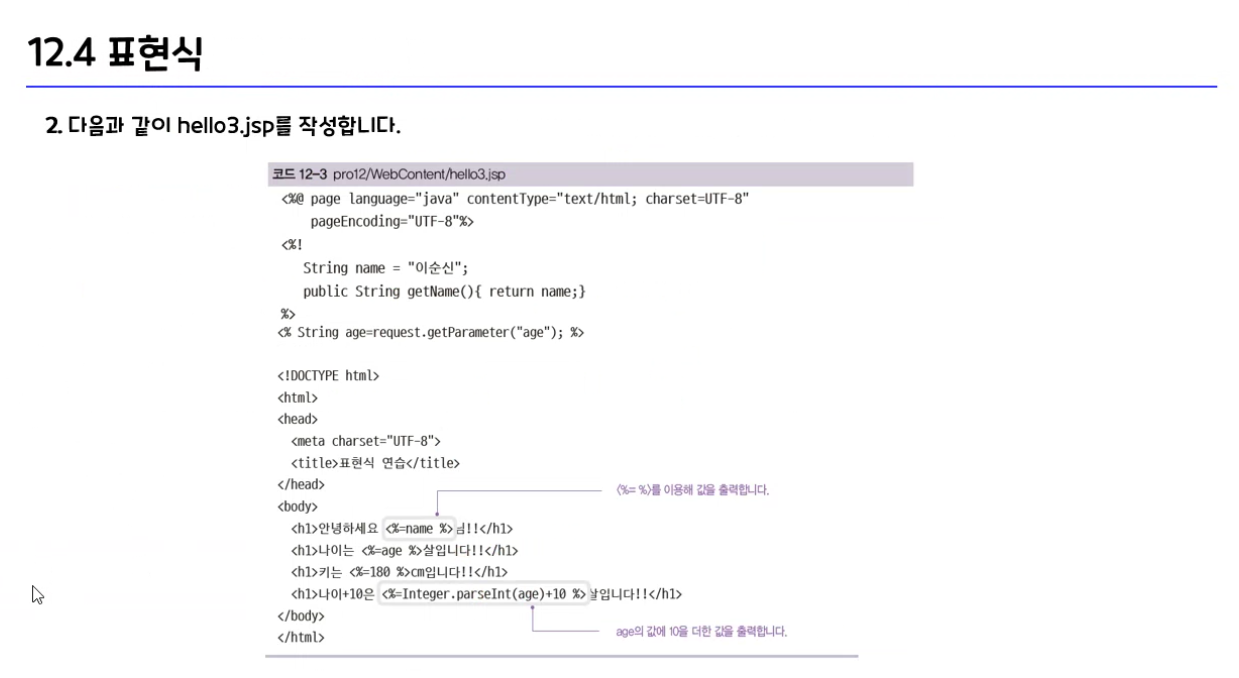 12.4 표현식
2. 다음과 같이 hello3.jsp를 작성합니다.
코드 12-3 pro12/WebContent/hello3.jsp
<%@ page language="java" contentType="text/html; charset=UTF-8"
pageEncoding="UTF-8"%>
<%!
String name = "이순신";
public String getName(){ return name;}
%>
<% String age=request.getParameter("age"); %>
<!DOCTYPE html>
<html>
<head>
<meta charset="UTF-8">
<title>표현식 연습</title>
</head>
<%= %>를 이용해 값을 출력합니다.
<body>
<h1>안녕하세요 <%=name %>님!!</h1>
<h1>나이는 <%=age %>살입니다!!</h1>
<h1>키는 <%=180 %>cm입니다!!</h1>
<h1>나이+10은 <%=Integer.parseInt(age)+10 %>살입니다!!</h1>
</body>
age의 값에 10을 더한 값을 출력합니다.
</html>